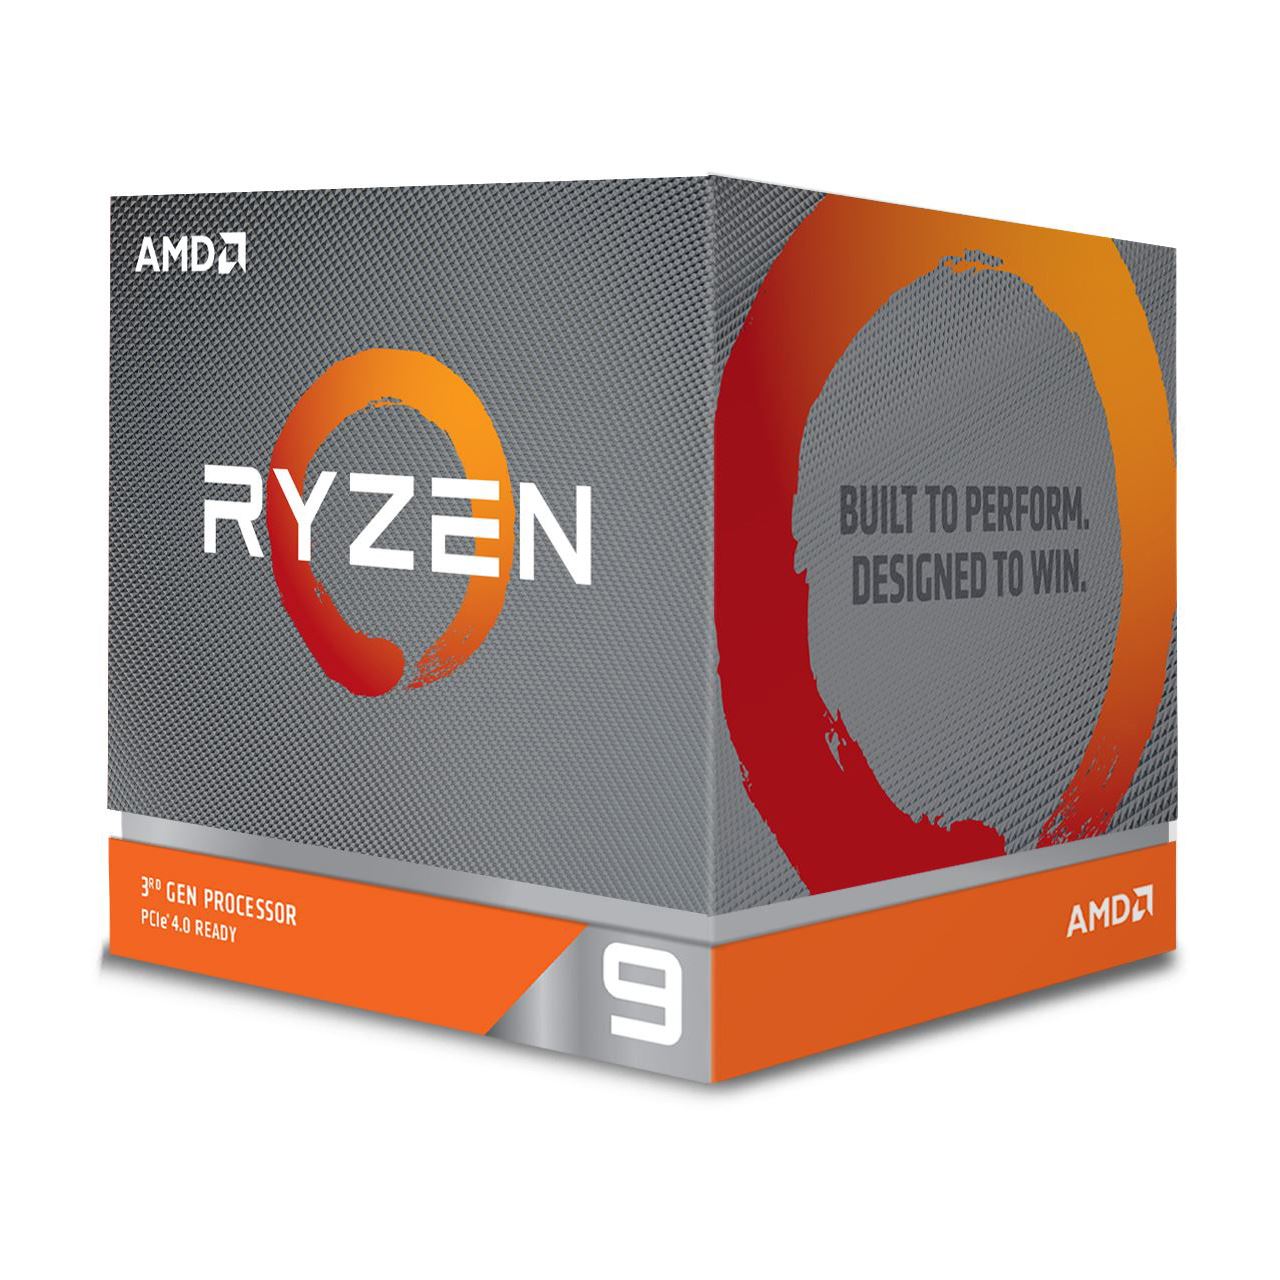 AMD
RYZEN
3RD GEN PROCESSOR
PCIe® 4.0 READY
9
BUILT TO PERFORM.
DESIGNED TO WIN.
AMD